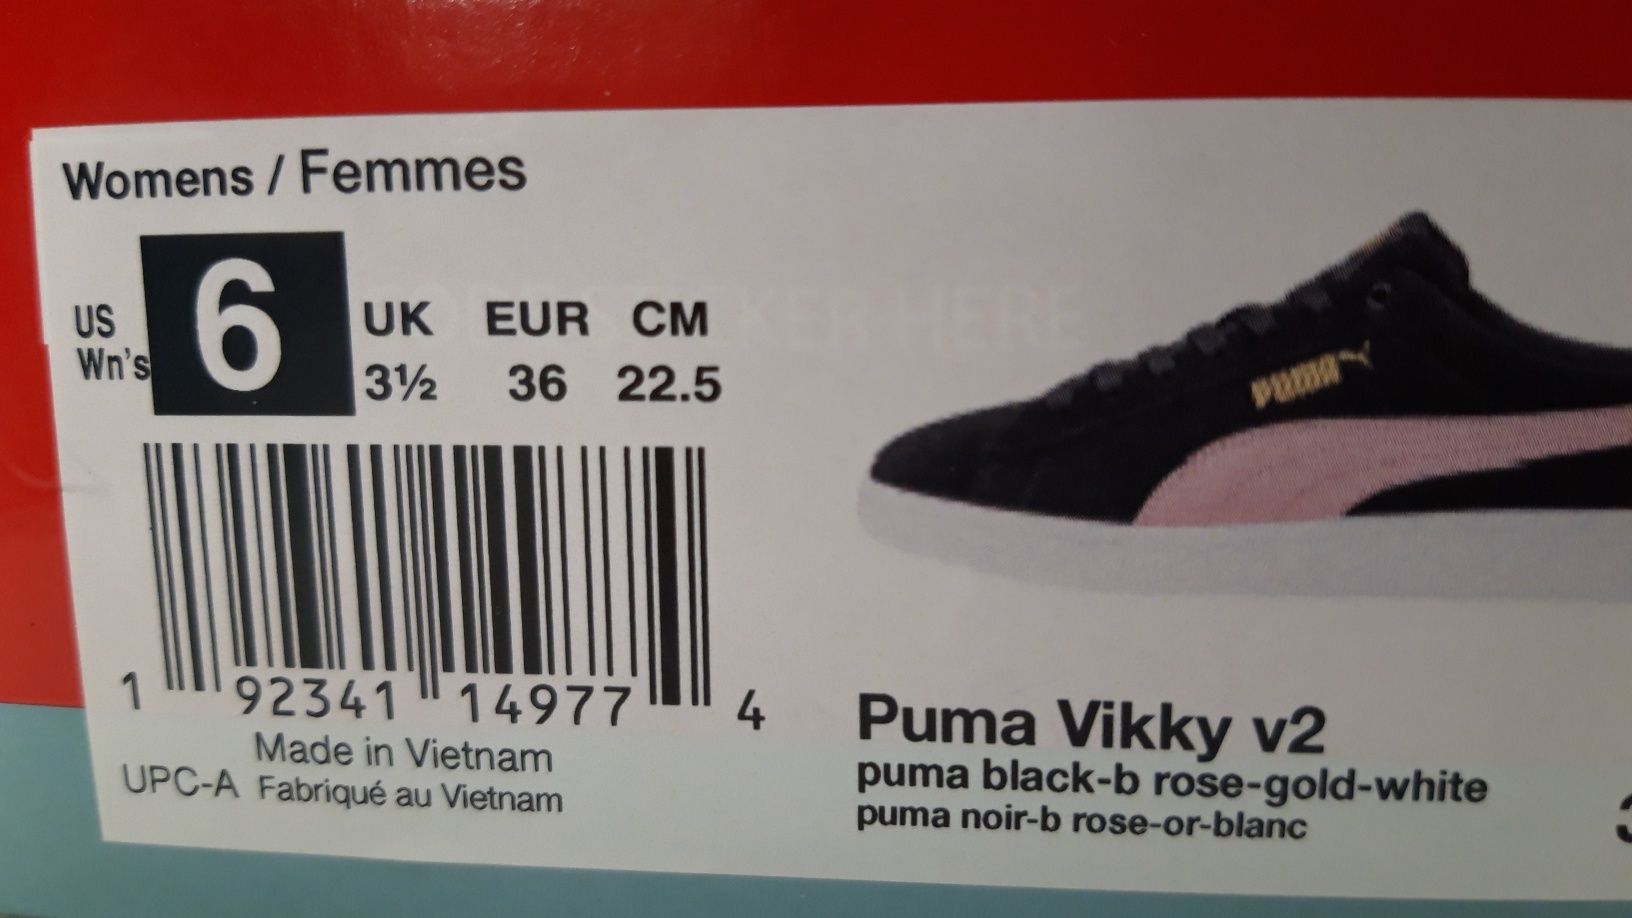 Womens / Femmes
US
Wn's
6
UK EUR CM
3½ 36 22.5
STICKER HERE
PUMA
1 92341 14977 4
Made in Vietnam
UPC-A Fabriqué au Vietnam
Puma Vikky v2
puma black-b rose-gold-white
puma noir-b rose-or-blanc